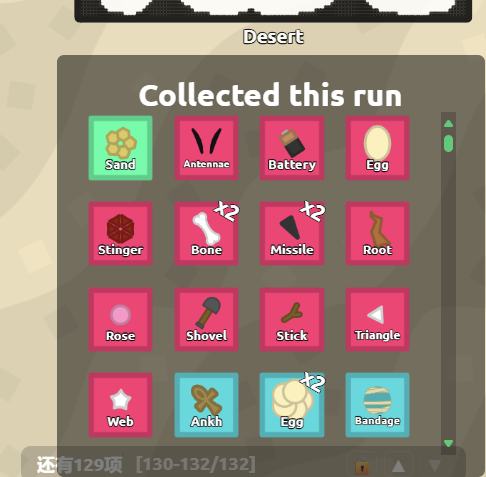 Desert
Collected this run
Sand Antennae Battery Egg
x2 x2
Stinger Bone Missile Root
Rose Shovel Stick Triangle
x2
Web Ankh Egg Bandage
还有129项 [130-132/132]